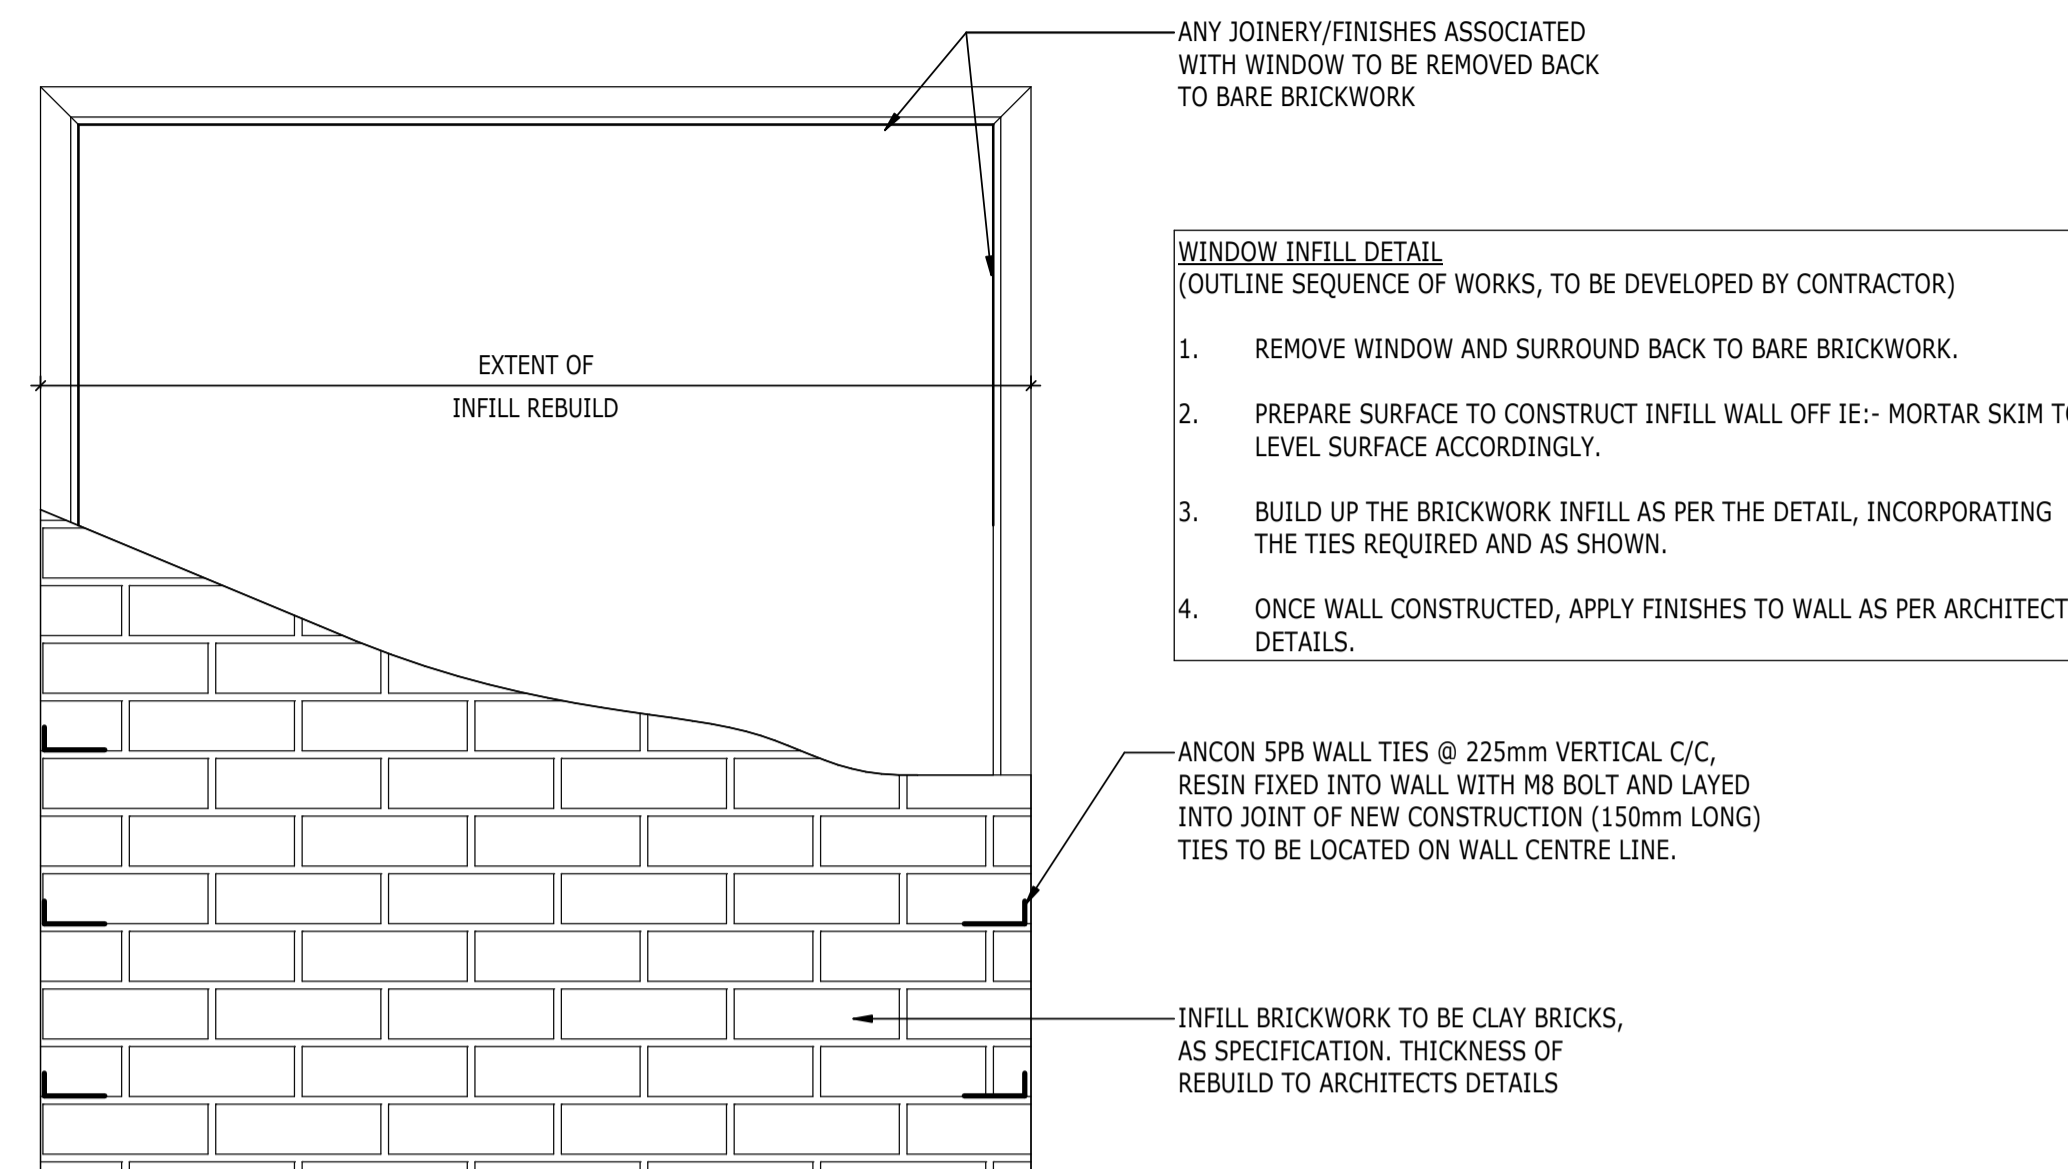 ANY JOINERY/FINISHES ASSOCIATED
WITH WINDOW TO BE REMOVED BACK
TO BARE BRICKWORK
WINDOW INFILL DETAIL
(OUTLINE SEQUENCE OF WORKS, TO BE DEVELOPED BY CONTRACTOR)
1. REMOVE WINDOW AND SURROUND BACK TO BARE BRICKWORK.
2. PREPARE SURFACE TO CONSTRUCT INFILL WALL OFF IE:- MORTAR SKIM TO
LEVEL SURFACE ACCORDINGLY.
3. BUILD UP THE BRICKWORK INFILL AS PER THE DETAIL, INCORPORATING
THE TIES REQUIRED AND AS SHOWN.
4. ONCE WALL CONSTRUCTED, APPLY FINISHES TO WALL AS PER ARCHITECT
DETAILS.
EXTENT OF
INFILL REBUILD
ANCON 5PB WALL TIES @ 225mm VERTICAL C/C,
RESIN FIXED INTO WALL WITH M8 BOLT AND LAYED
INTO JOINT OF NEW CONSTRUCTION (150mm LONG)
TIES TO BE LOCATED ON WALL CENTRE LINE.
INFILL BRICKWORK TO BE CLAY BRICKS,
AS SPECIFICATION. THICKNESS OF
REBUILD TO ARCHITECTS DETAILS